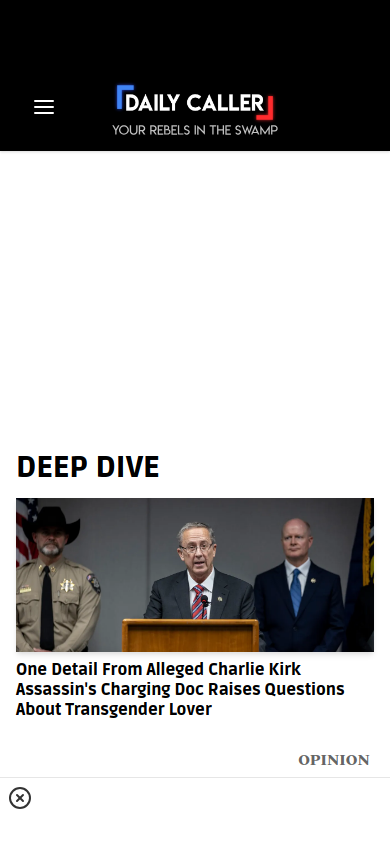 DAILY CALLER
YOUR REBELS IN THE SWAMP
DEEP DIVE
One Detail From Alleged Charlie Kirk
Assassin's Charging Doc Raises Questions
About Transgender Lover
OPINION